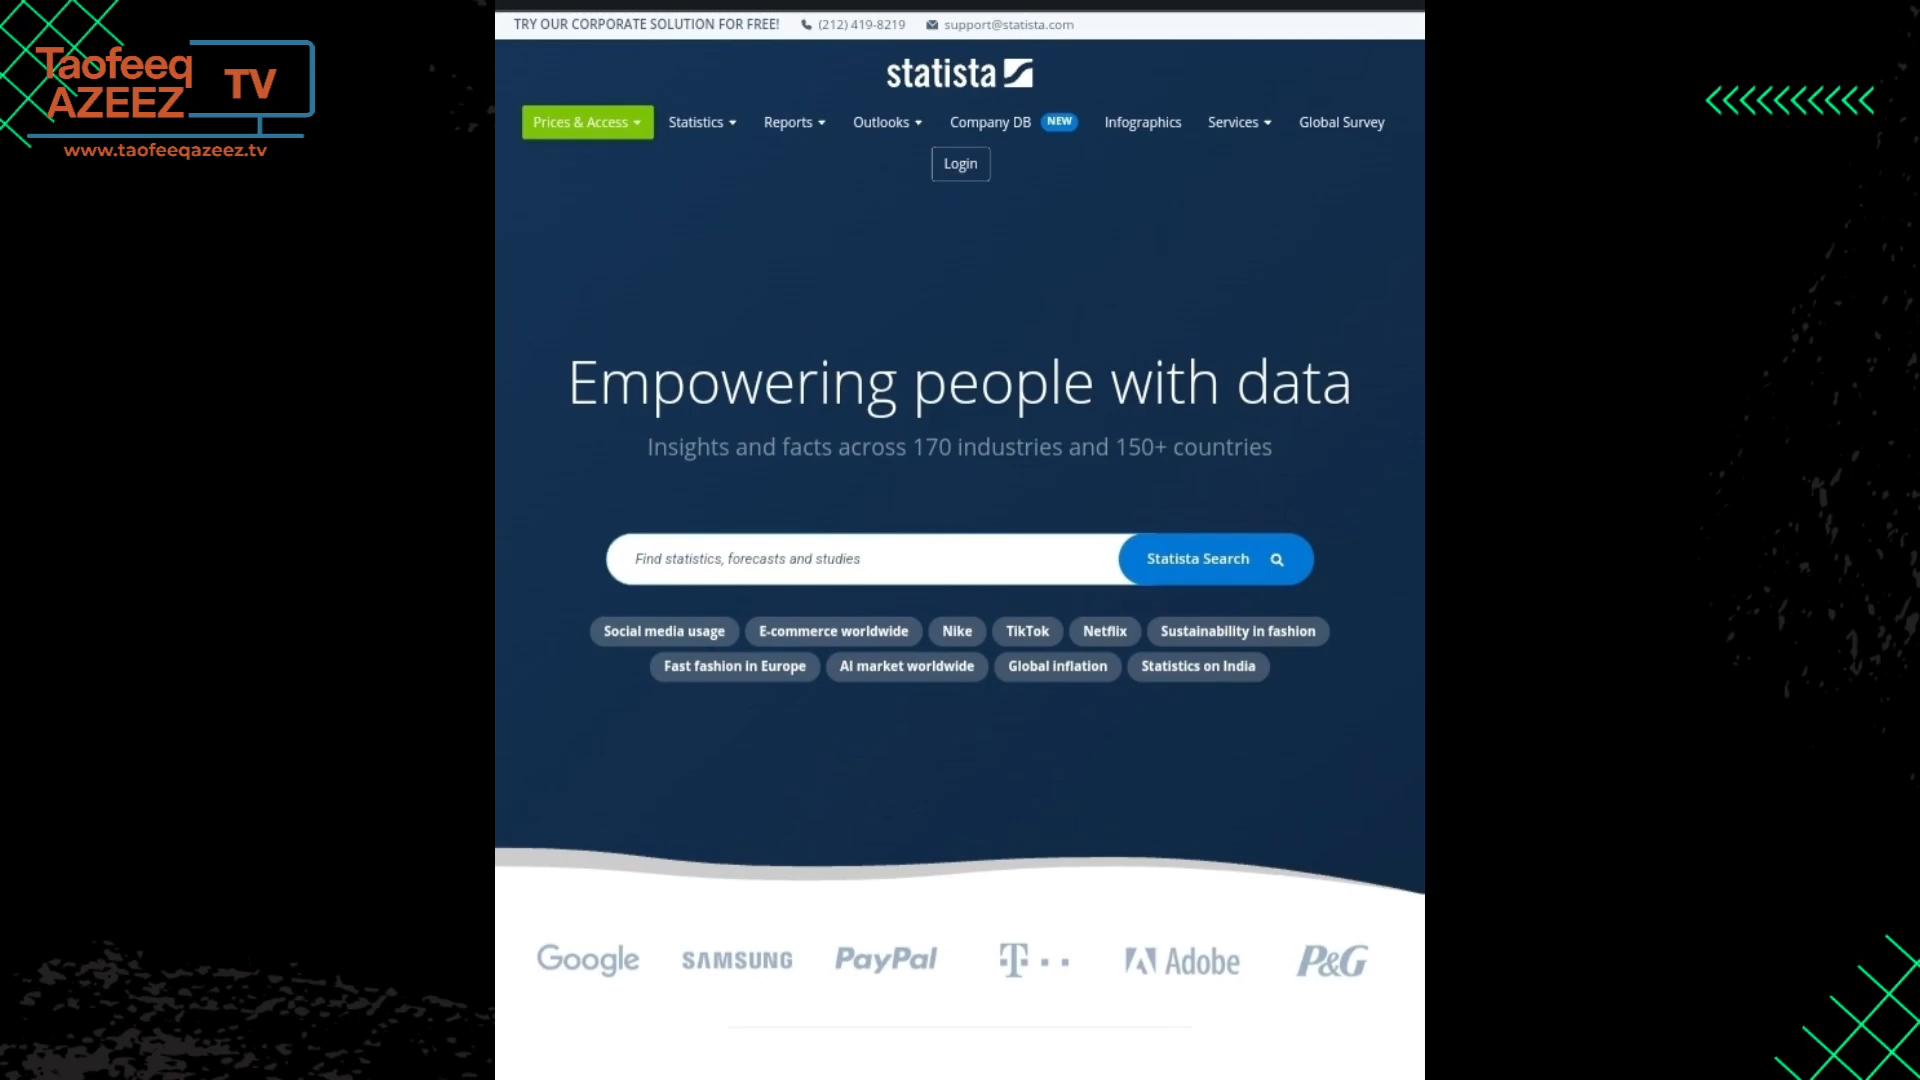 Taofeeq
AZEEZ TV
www.taofeeqazeez.tv
TRY OUR CORPORATE SOLUTION FOR FREE! (212) 419-8219 support@statista.com
statista
Prices & Access Statistics Reports Outlooks Company DB NEW Infographics Services Global Survey
Login
Empowering people with data
Insights and facts across 170 industries and 150+ countries
Find statistics, forecasts and studies Statista Search
Social media usage E-commerce worldwide Nike TikTok Netflix Sustainability in fashion
Fast fashion in Europe AI market worldwide Global inflation Statistics on India
Google SAMSUNG PayPal T Adobe P&G